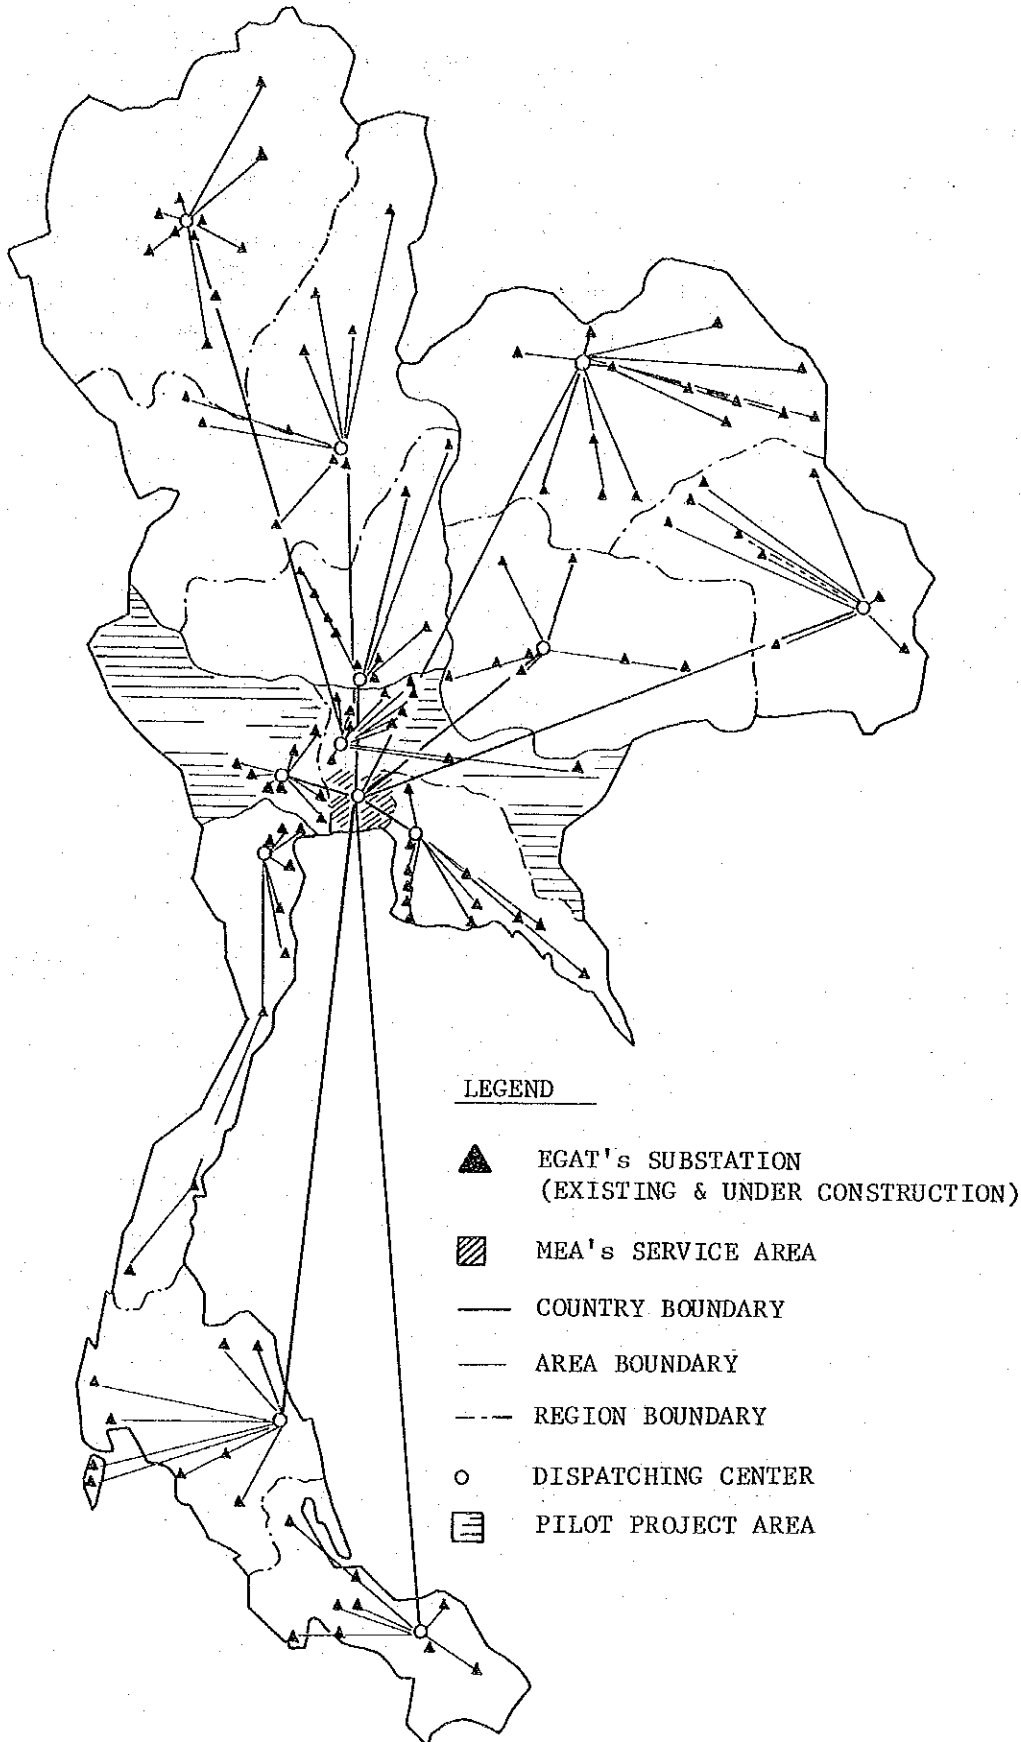 LEGEND
EGAT's SUBSTATION
(EXISTING & UNDER CONSTRUCTION)
MEA's SERVICE AREA
COUNTRY BOUNDARY
AREA BOUNDARY
REGION BOUNDARY
DISPATCHING CENTER
PILOT PROJECT AREA